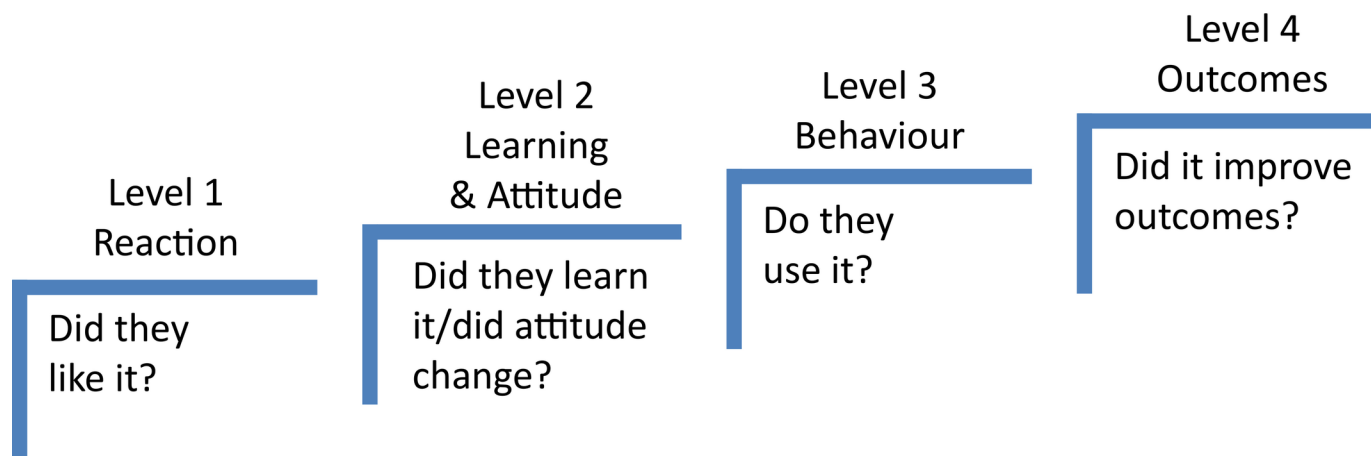 Level 1
Reaction
Did they
like it?
Level 2
Learning
& Attitude
Did they learn
it/did attitude
change?
Level 3
Behaviour
Do they
use it?
Level 4
Outcomes
Did it improve
outcomes?